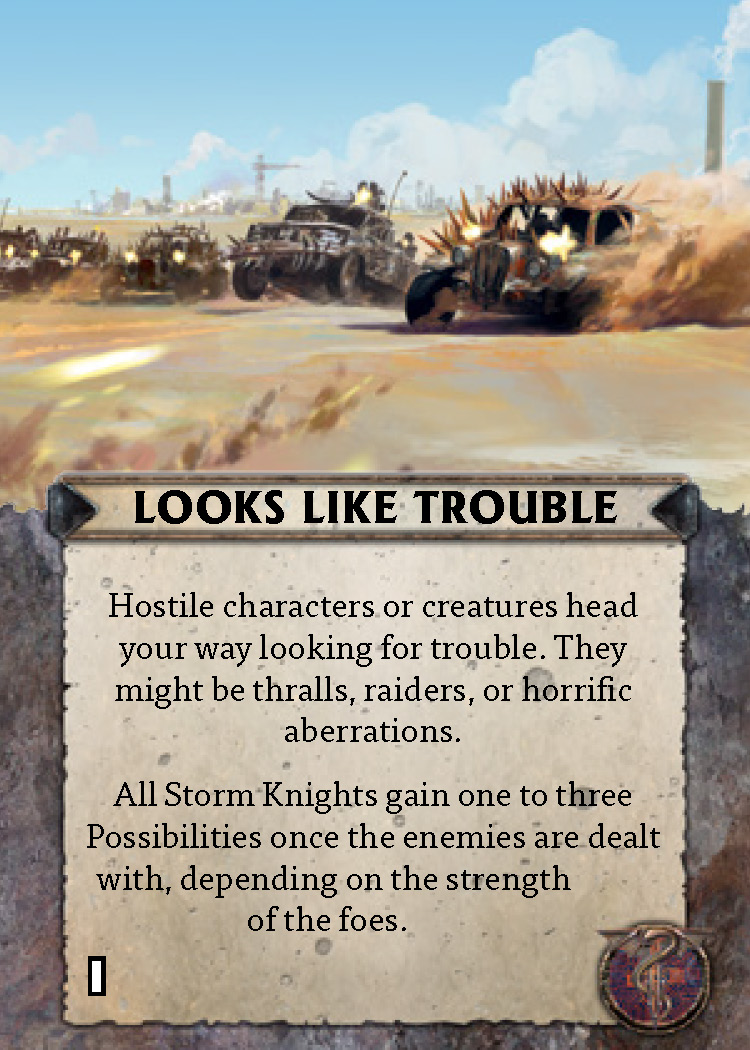 LOOKS LIKE TROUBLE
Hostile characters or creatures head
your way looking for trouble. They
might be thralls, raiders, or horrific
aberrations.
All Storm Knights gain one to three
Possibilities once the enemies are dealt
with, depending on the strength
of the foes.